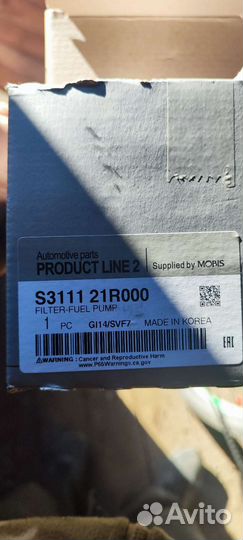 Automotive parts
PRODUCT LINE 2
Supplied by MOBIS
S3111 21R000
FILTER-FUEL PUMP
1 PC GI14/SVF7 MADE IN KOREA
EAC
WARNING: Cancer and Reproductive Harm
www.P65Warnings.ca.gov
Avito